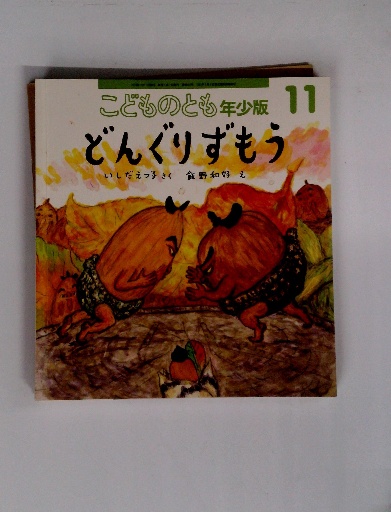 こどものとも 年少版 11
どんぐりずもう
いしだえつ子 さく 飯野和好 え